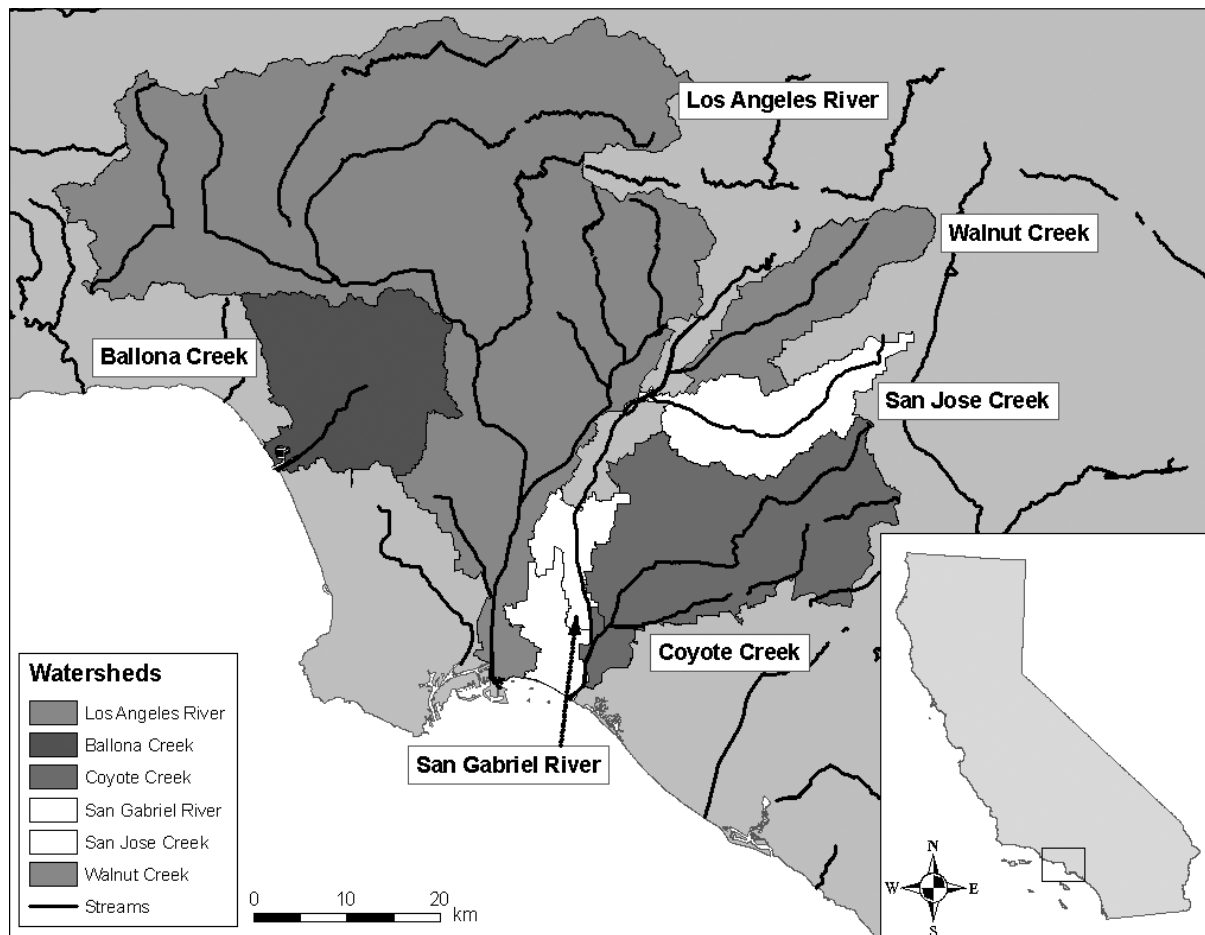 Los Angeles River
Walnut Creek
Ballona Creek
San Jose Creek
Coyote Creek
San Gabriel River
Watersheds
Los Angeles River
Ballona Creek
Coyote Creek
San Gabriel River
San Jose Creek
Walnut Creek
Streams
0 10 20
km
N
W E
S